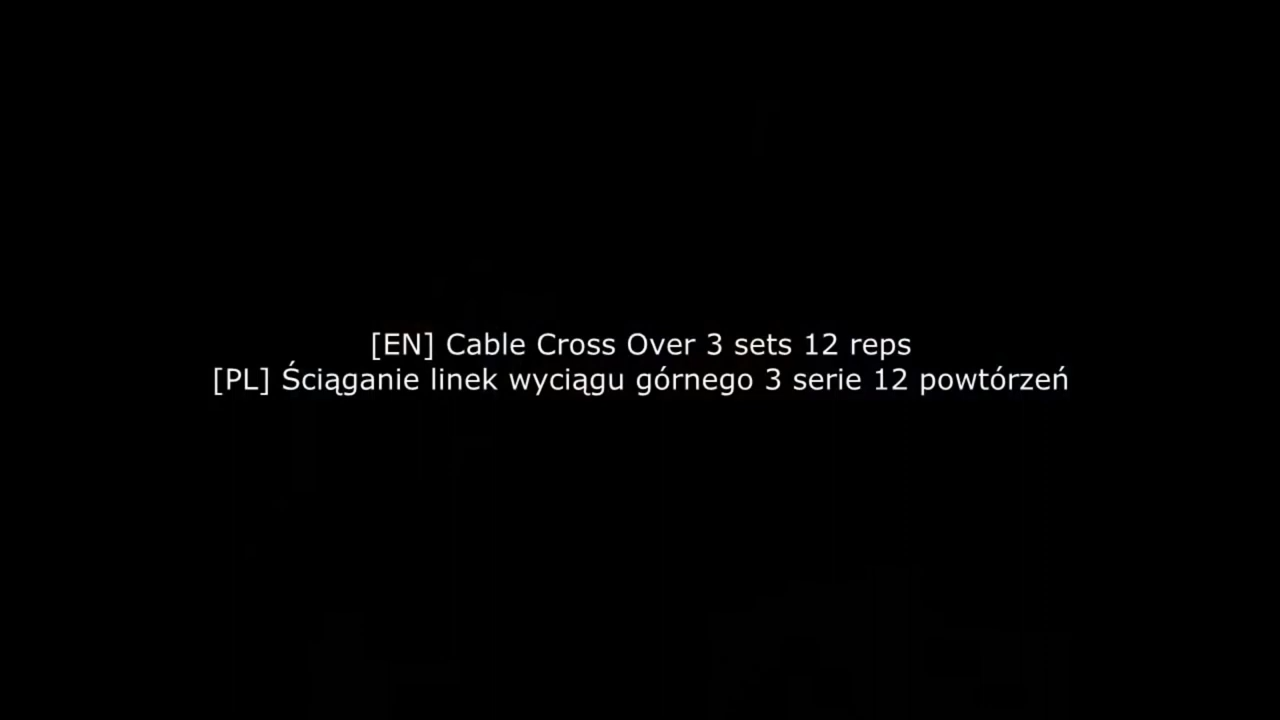 [EN] Cable Cross Over 3 sets 12 reps
[PL] Ściąganie linek wyciągu górnego 3 serie 12 powtórzeń